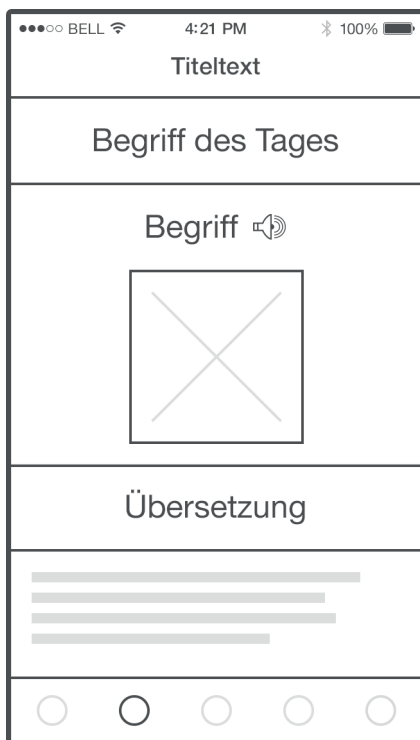 BELL 4:21 PM 100%
Titeltext
Begriff des Tages
Begriff
Übersetzung